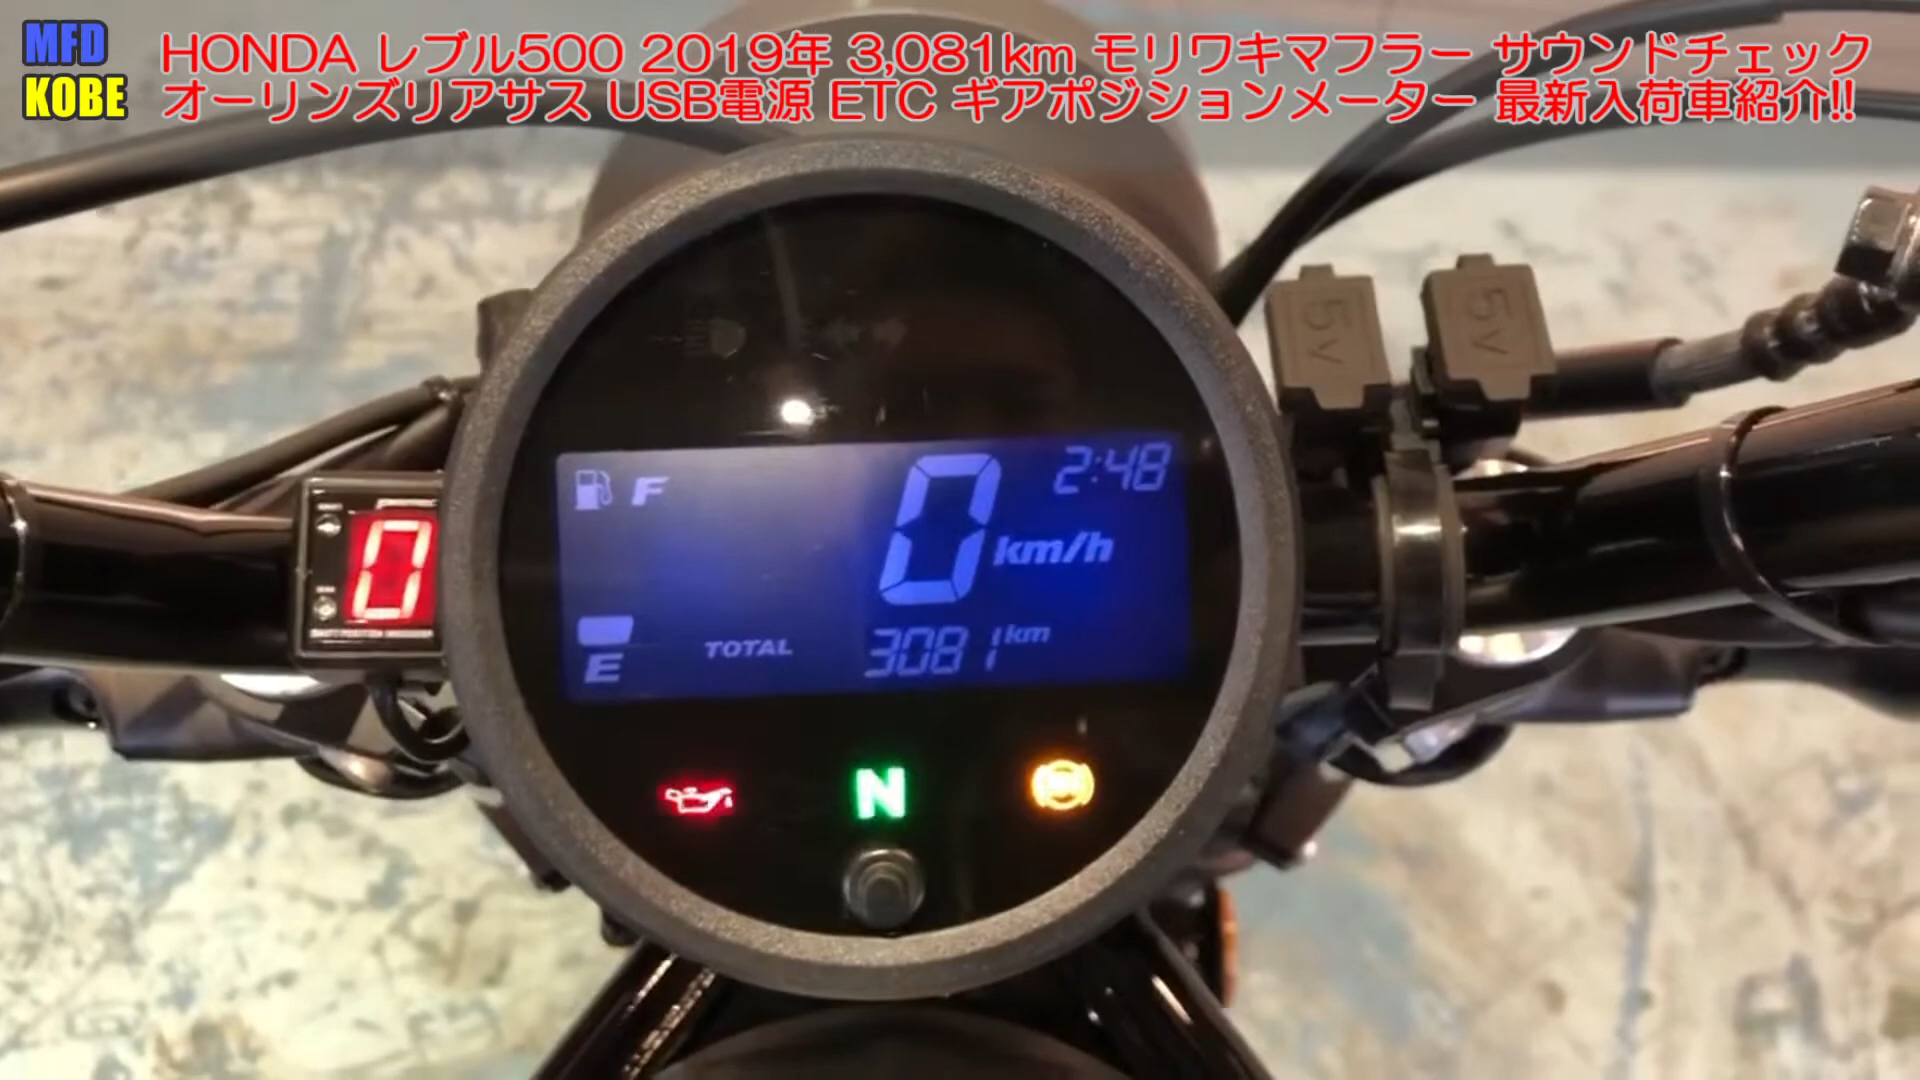 MFD
KOBE
HONDA レブル500 2019年 3,081km モリワキマフラー サウンドチェック
オーリンズリアサス USB電源 ETC ギアポジションメーター 最新入荷車紹介!!
5v
5v
F
2:48
0
km/h
0
E
TOTAL
3081km
N